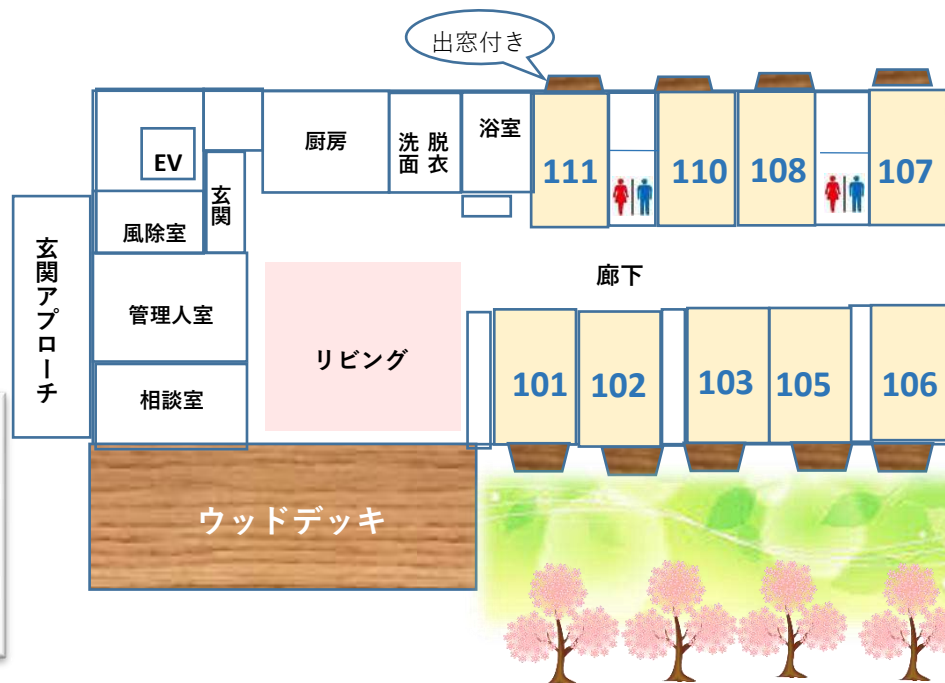 出窓付き
厨房
洗面
脱衣
浴室
EV
玄関
111
110
108
107
風除室
玄関アプローチ
廊下
管理人室
リビング
相談室
101
102
103
105
106
ウッドデッキ